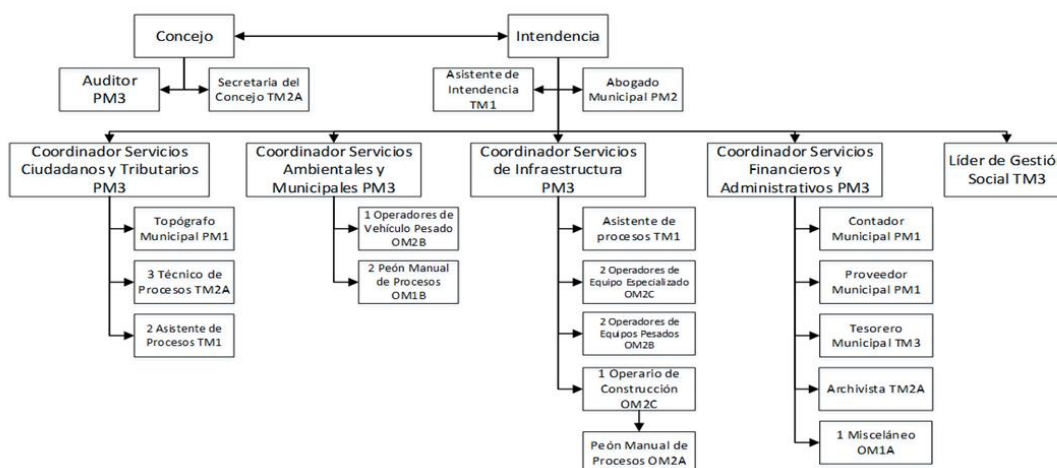 Concejo
Intendencia
Auditor
PM3
Secretaria del
Concejo TM2A
Asistente de
Intendencia
TM1
Abogado
Municipal PM2
Coordinador Servicios
Ciudadanos y Tributarios
PM3
Coordinador Servicios
Ambientales y
Municipales PM3
Coordinador Servicios
de Infraestructura
PM3
Coordinador Servicios
Financieros y
Administrativos PM3
Líder de Gestión
Social TM3
Topógrafo
Municipal PM1
3 Técnico de
Procesos TM2A
2 Asistente de
Procesos TM1
1 Operadores de
Vehículo Pesado
OM2B
2 Peón Manual
de Procesos
OM1B
Asistente de
procesos TM1
2 Operadores de
Equipo Especializado
OM2C
2 Operadores de
Equipos Pesados
OM2B
1 Operario de
Construcción
OM2C
Peón Manual de
Procesos OM2A
Contador
Municipal PM1
Proveedor
Municipal PM1
Tesorero
Municipal TM3
Archivista TM2A
1 Misceláneo
OM1A